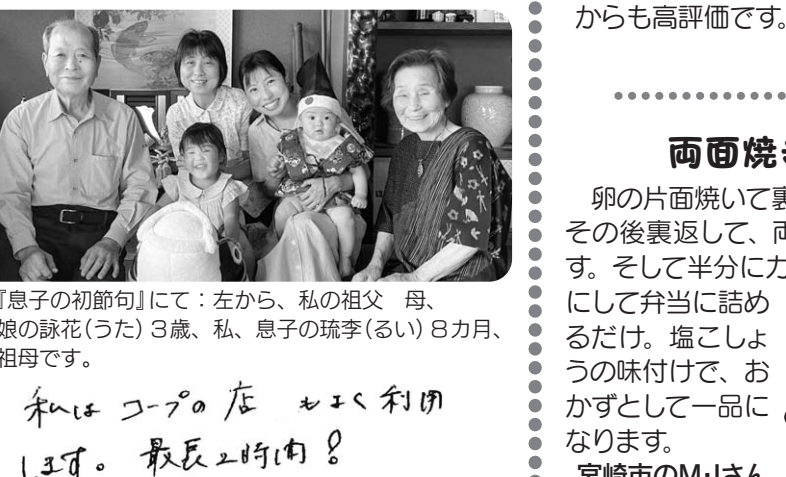 『息子の初節句』にて：左から、私の祖父　母、
娘の詠花(うた)３歳、私、息子の琉李(るい)８カ月、
祖母です。
私は コープの店 もよく利用
します。 最長2時間！
からも高評価です。
両面焼
卵の片面焼いて裏
その後裏返して、両
す。そして半分にカ
にして弁当に詰め
るだけ。塩こしょ
うの味付けで、お
かずとして一品に
なります。
宮崎市のM・Iさん